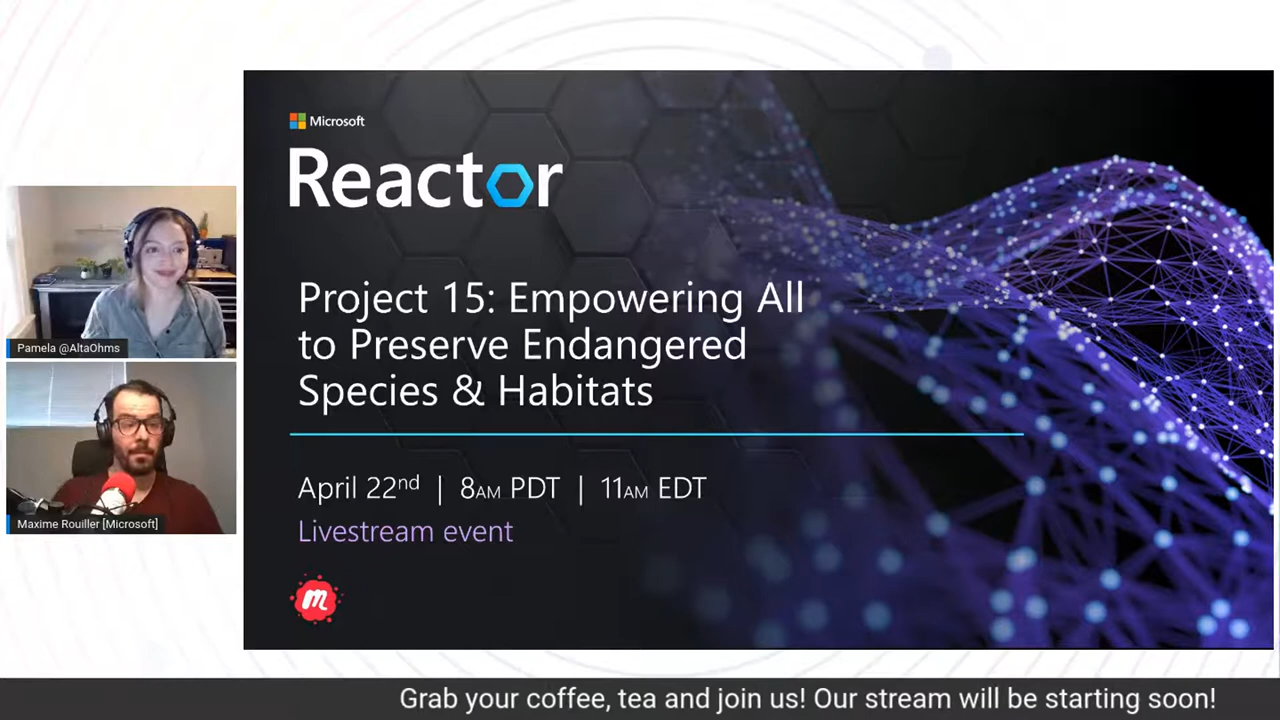 Microsoft
Reactor
Project 15: Empowering All
to Preserve Endangered
Species & Habitats
April 22nd | 8AM PDT | 11AM EDT
Livestream event
m
Pamela @AltaOhms
Maxime Rouiller [Microsoft]
Grab your coffee, tea and join us! Our stream will be starting soon!